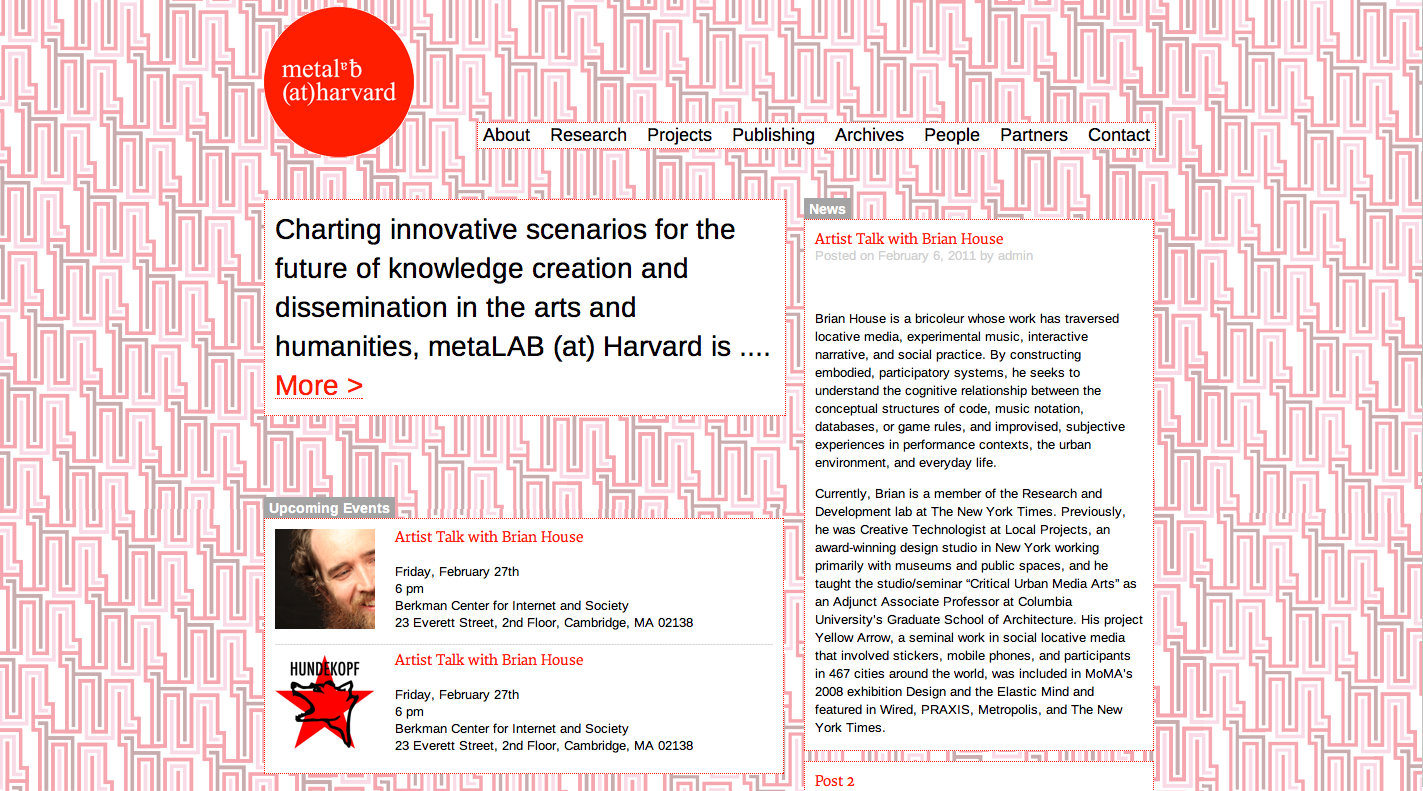 metalᵄƀ
(at)harvard
About Research Projects Publishing Archives People Partners Contact
Charting innovative scenarios for the
future of knowledge creation and
dissemination in the arts and
humanities, metaLAB (at) Harvard is ....
More >
Upcoming Events
Artist Talk with Brian House
Friday, February 27th
6 pm
Berkman Center for Internet and Society
23 Everett Street, 2nd Floor, Cambridge, MA 02138
HUNDEKOPF
Artist Talk with Brian House
Friday, February 27th
6 pm
Berkman Center for Internet and Society
23 Everett Street, 2nd Floor, Cambridge, MA 02138
News
Artist Talk with Brian House
Posted on February 6, 2011 by admin
Brian House is a bricoleur whose work has traversed
locative media, experimental music, interactive
narrative, and social practice. By constructing
embodied, participatory systems, he seeks to
understand the cognitive relationship between the
conceptual structures of code, music notation,
databases, or game rules, and improvised, subjective
experiences in performance contexts, the urban
environment, and everyday life.
Currently, Brian is a member of the Research and
Development lab at The New York Times. Previously,
he was Creative Technologist at Local Projects, an
award-winning design studio in New York working
primarily with museums and public spaces, and he
taught the studio/seminar “Critical Urban Media Arts” as
an Adjunct Associate Professor at Columbia
University’s Graduate School of Architecture. His project
Yellow Arrow, a seminal work in social locative media
that involved stickers, mobile phones, and participants
in 467 cities around the world, was included in MoMA’s
2008 exhibition Design and the Elastic Mind and
featured in Wired, PRAXIS, Metropolis, and The New
York Times.
Post 2